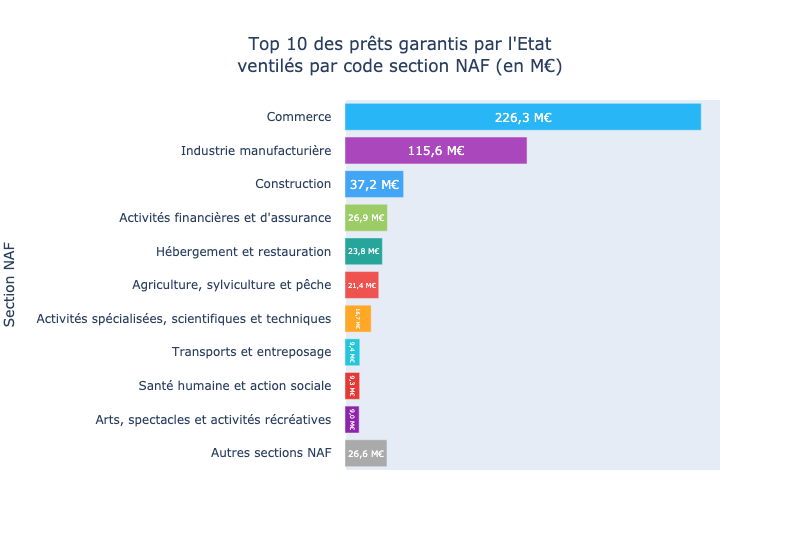 Top 10 des prêts garantis par l'Etat
ventilés par code section NAF (en M€)
Section NAF
Commerce 226,3 M€
Industrie manufacturière 115,6 M€
Construction 37,2 M€
Activités financières et d'assurance 26,9 M€
Hébergement et restauration 23,8 M€
Agriculture, sylviculture et pêche 21,4 M€
Activités spécialisées, scientifiques et techniques M€
Transports et entreposage 9,4 M€
Santé humaine et action sociale 9,3 M€
Arts, spectacles et activités récréatives 9,0 M€
Autres sections NAF 26,6 M€